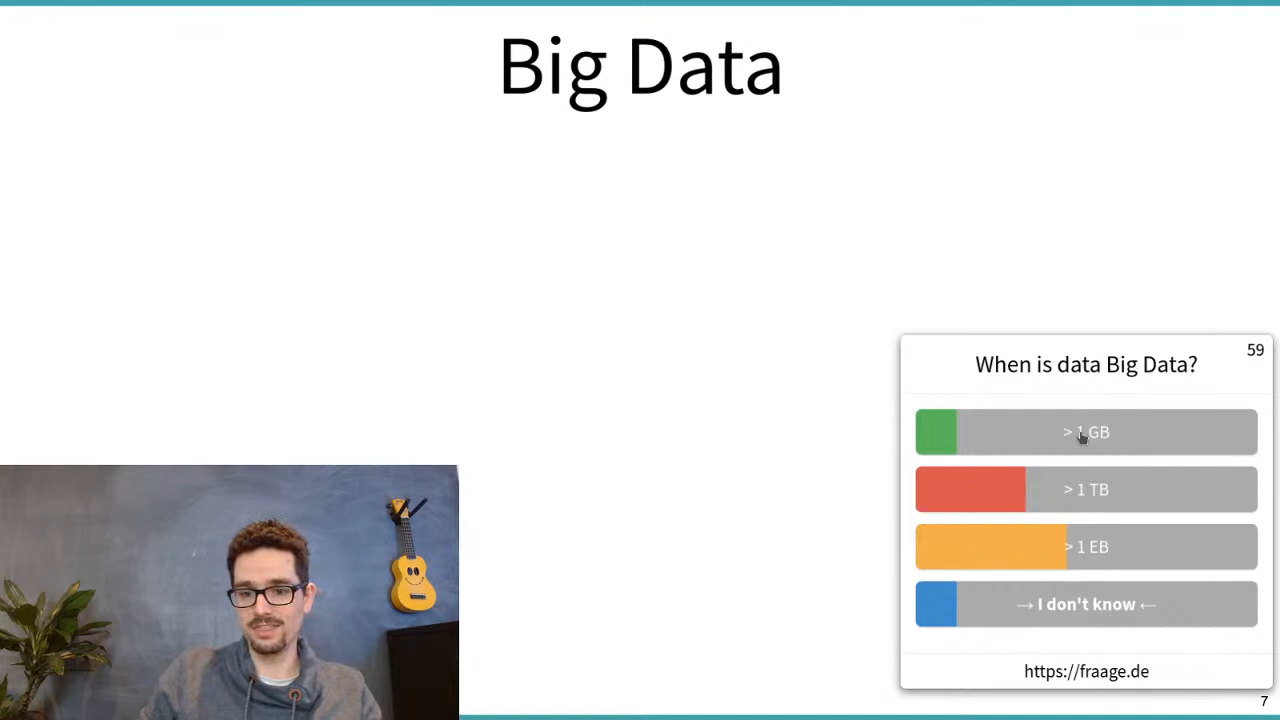 Big Data
59
When is data Big Data?
> 1 GB
> 1 TB
> 1 EB
→ I don't know ←
https://fraage.de
7